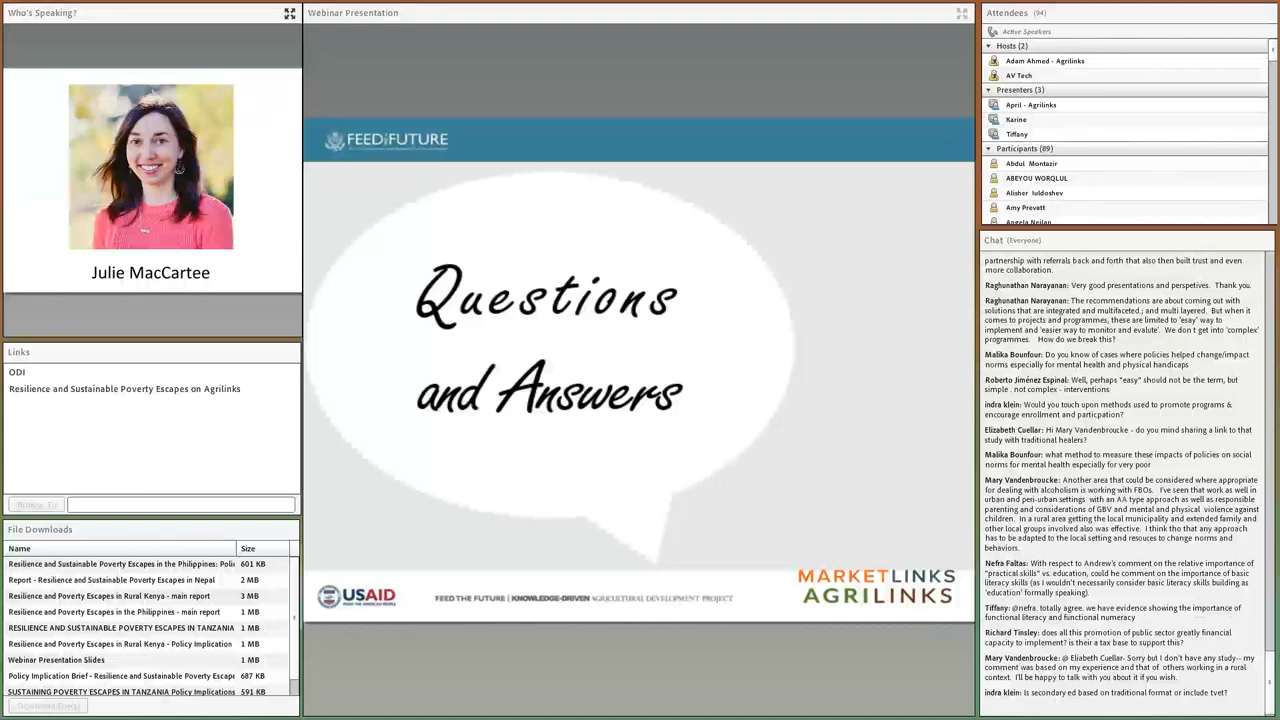 Who's Speaking?
Julie MacCartee
Links
ODI
Resilience and Sustainable Poverty Escapes on Agrilinks
Browse To
File Downloads
Name Size
Resilience and Sustainable Poverty Escapes in the Philippines: Polic 601 KB
Report - Resilience and Sustainable Poverty Escapes in Nepal 2 MB
Resilience and Poverty Escapes in Rural Kenya - main report 3 MB
Resilience and Poverty Escapes in the Philippines - main report 1 MB
RESILIENCE AND SUSTAINABLE POVERTY ESCAPES IN TANZANIA 1 MB
Resilience and Poverty Escapes in Rural Kenya - Policy Implication 1 MB
Webinar Presentation Slides 1 MB
Policy Implication Brief - Resilience and Sustainable Poverty Escape 687 KB
SUSTAINING POVERTY ESCAPES IN TANZANIA Policy Implications 591 KB
Download File(s)
Webinar Presentation
FEED THE FUTURE
Questions
and Answers
USAID
FROM THE AMERICAN PEOPLE
FEED THE FUTURE | KNOWLEDGE-DRIVEN AGRICULTURAL DEVELOPMENT PROJECT
MARKETLINKS
AGRILINKS
Attendees (94)
Active Speakers
Hosts (2)
Adam Ahmed - Agrilinks
AV Tech
Presenters (3)
April - Agrilinks
Karine
Tiffany
Participants (89)
Abdul Montazir
ABEYOU WORQLUL
Alisher Iuldoshev
Amy Prevatt
Angela Neilan
Chat (Everyone)
partnership with referrals back and forth that also then built trust and even
more collaboration.
Raghunathan Narayanan: Very good presentations and perspetives. Thank you.
Raghunathan Narayanan: The recommendations are about coming out with
solutions that are integrated and multifaceted.; and multi layered. But when it
comes to projects and programmes, these are limited to 'esay' way to
implement and 'easier way to monitor and evalute'. We don t get into 'complex'
programmes. How do we break this?
Malika Bounfour: Do you know of cases where policies helped change/impact
norms especially for mental health and physical handicaps
Roberto Jiménez Espinal: Well, perhaps "easy" should not be the term, but
simple . not complex - interventions.
indra klein: Would you touch upon methods used to promote programs &
encourage enrollment and particpation?
Elizabeth Cuellar: Hi Mary Vandenbroucke - do you mind sharing a link to that
study with traditional healers?
Malika Bounfour: what method to measure these impacts of policies on social
norms for mental health especially for very poor
Mary Vandenbroucke: Another area that could be considered where appropriate
for dealing with alcoholism is working with FBOs. I've seen that work as well in
urban and peri-urban settings with an AA type approach as well as responsible
parenting and considerations of GBV and mental and physical violence against
children. In a rural area getting the local municipality and extended family and
other local groups involved also was effective. I think tho that any approach
has to be adapted to the local setting and resouces to change norms and
behaviors.
Nefra Faltas: With respect to Andrew's comment on the relative importance of
"practical skills" vs. education, could be comment on the importance of basic
literacy skills (as I wouldn't necessarily consider basic literacy skills building as
'education' formally speaking).
Tiffany: @nefra. totally agree. we have evidence showing the importance of
functional literacy and functional numeracy
Richard Tinsley: does all this promotion of public sector greatly financial
capacity to implement? is their a tax base to support this?
Mary Vandenbroucke: @ Eliabeth Cuellar- Sorry but I don't have any study-- my
comment was based on my experience and that of others working in a rural
context. I'll be happy to talk with you about it if you wish.
indra klein: Is secondary ed based on traditional format or include tvet?